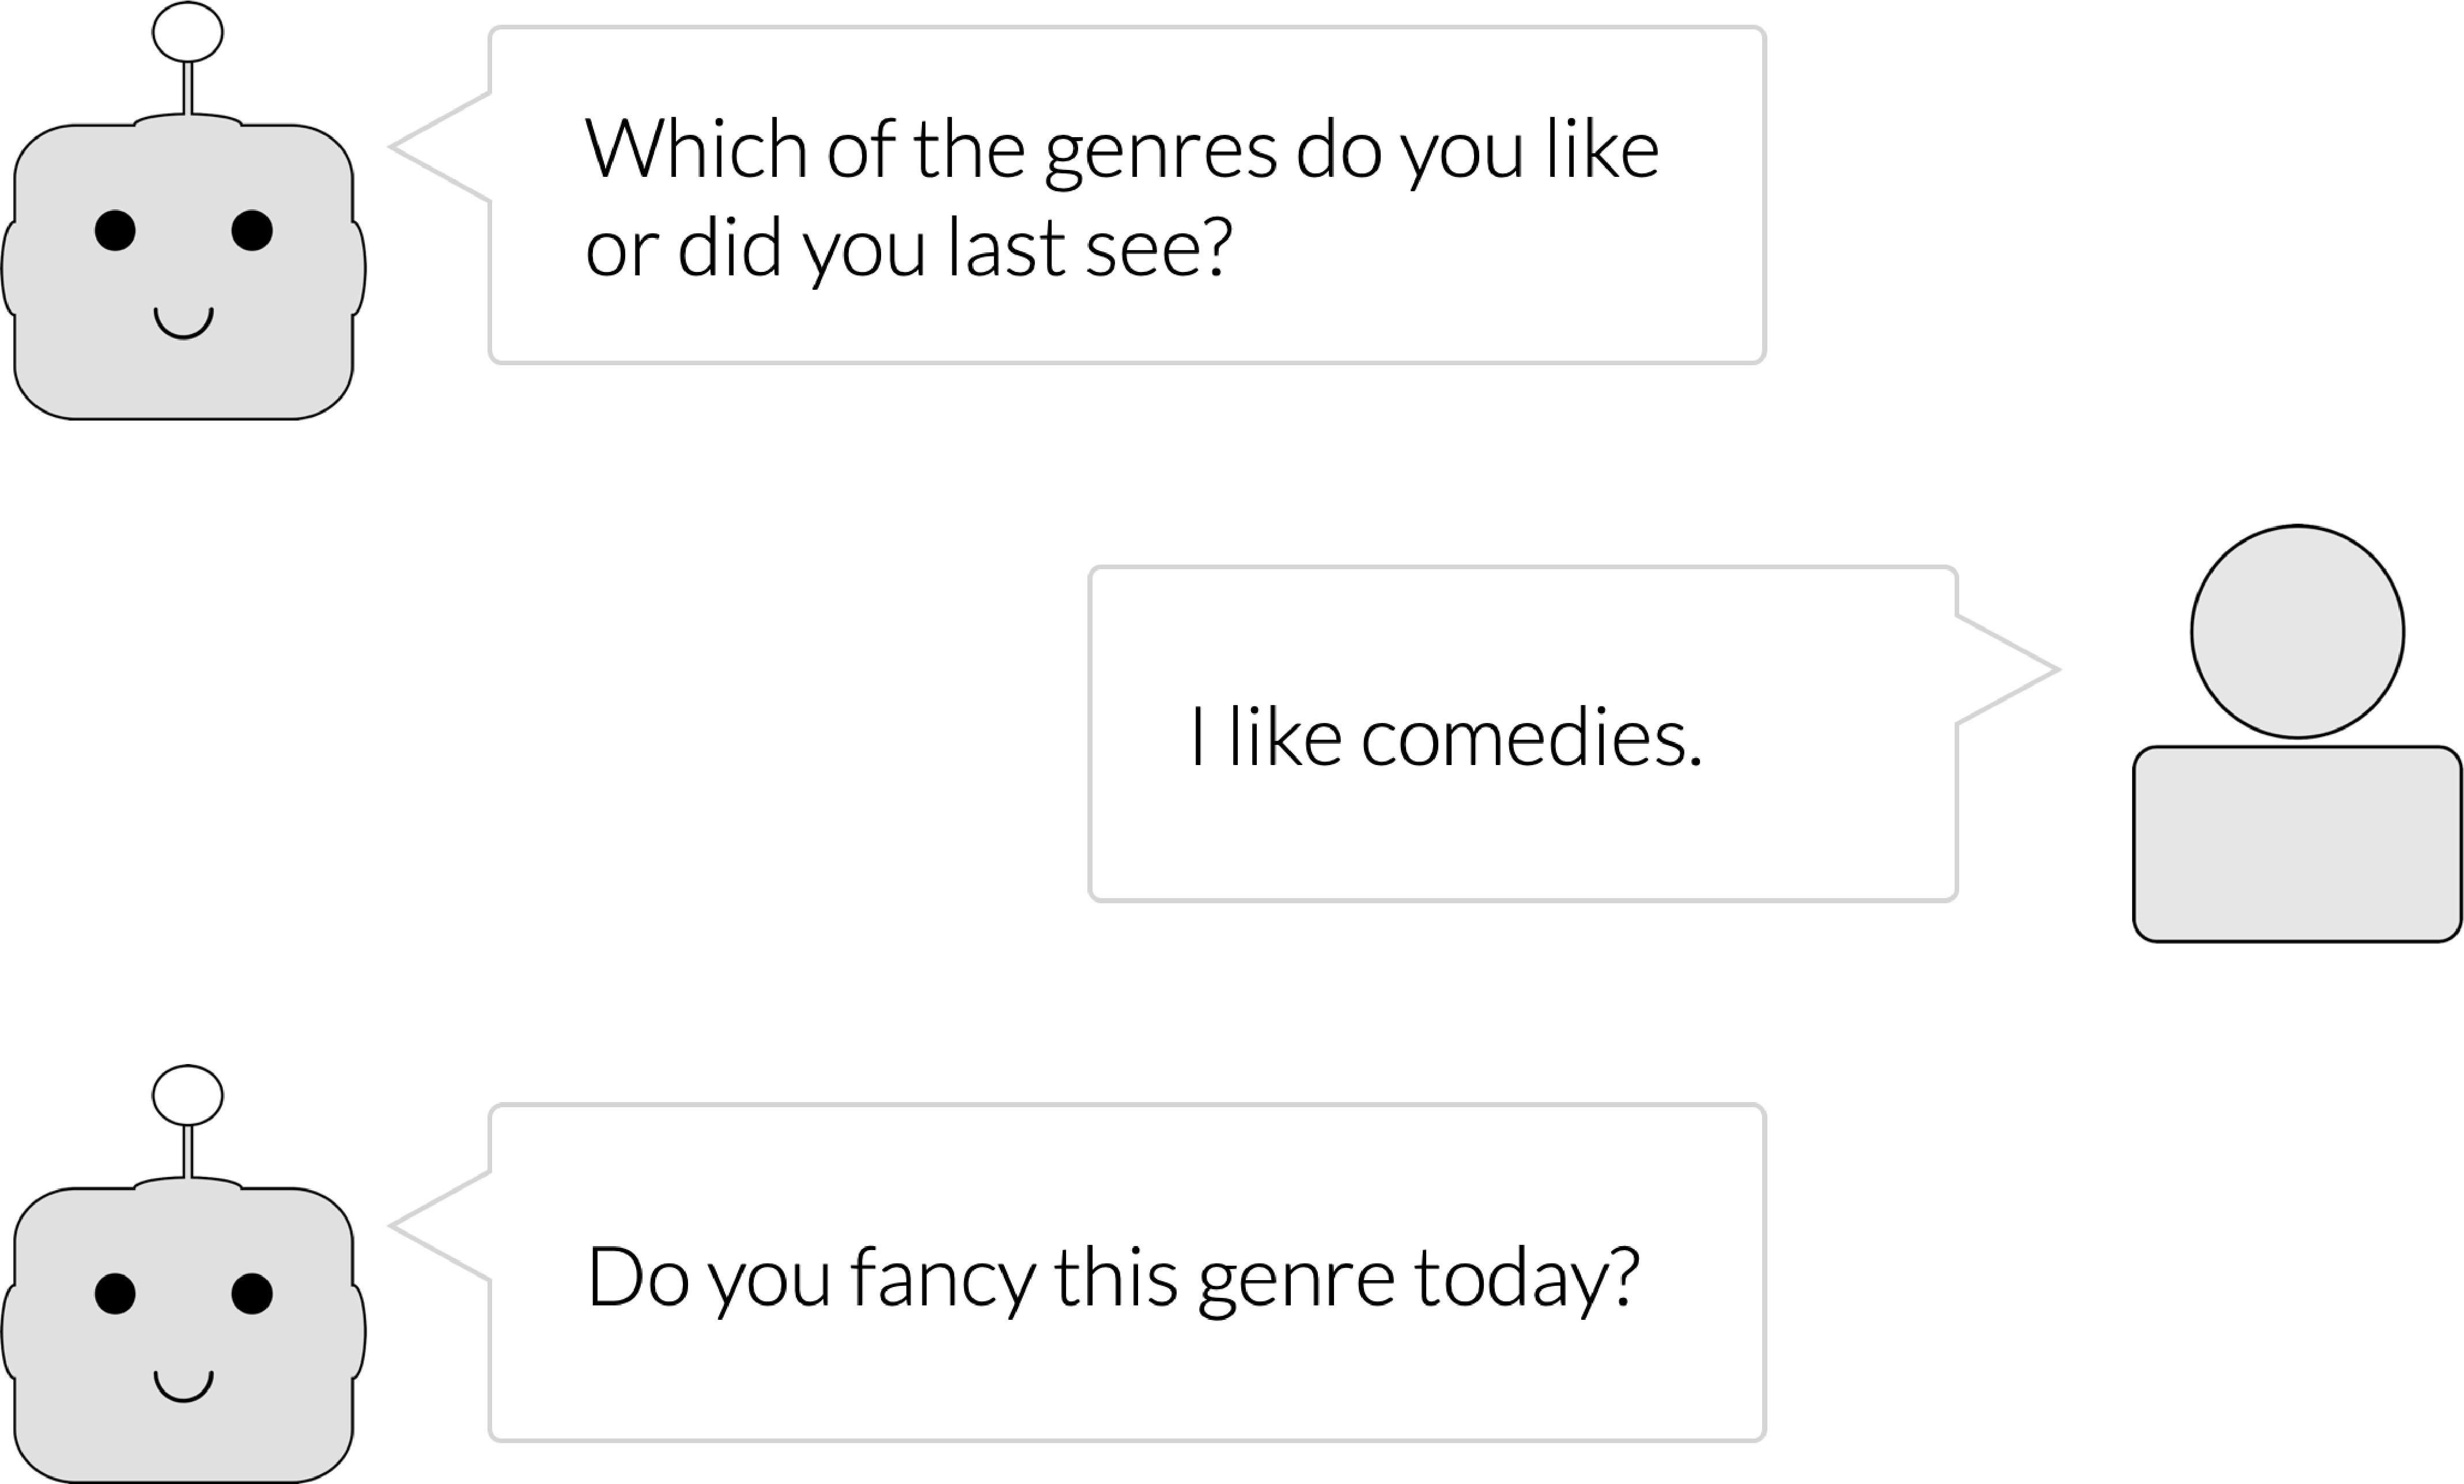 Which of the genres do you like
or did you last see?
I like comedies.
Do you fancy this genre today?